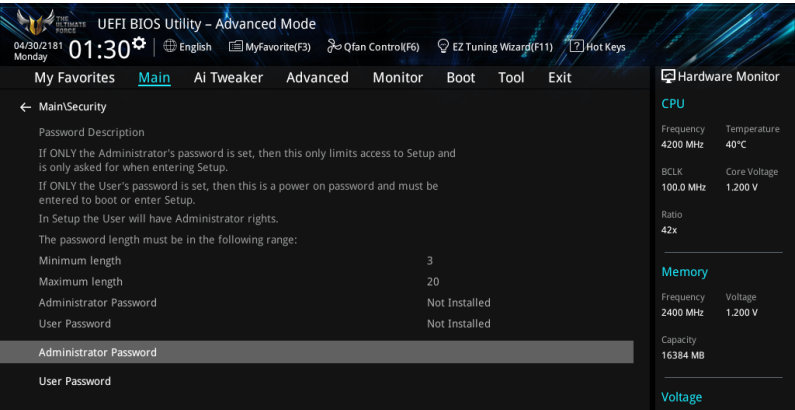 THE ULTIMATE FORCE
UEFI BIOS Utility – Advanced Mode
04/30/2181
Monday
01:30
English
MyFavorite(F3)
Qfan Control(F6)
EZ Tuning Wizard(F11)
? Hot Keys
My Favorites Main Ai Tweaker Advanced Monitor Boot Tool Exit
← Main\Security
Password Description
If ONLY the Administrator's password is set, then this only limits access to Setup and
is only asked for when entering Setup.
If ONLY the User's password is set, then this is a power on password and must be
entered to boot or enter Setup.
In Setup the User will have Administrator rights.
The password length must be in the following range:
Minimum length 3
Maximum length 20
Administrator Password Not Installed
User Password Not Installed
Administrator Password
User Password
Hardware Monitor
CPU
Frequency Temperature
4200 MHz 40°C
BCLK Core Voltage
100.0 MHz 1.200 V
Ratio
42x
Memory
Frequency Voltage
2400 MHz 1.200 V
Capacity
16384 MB
Voltage